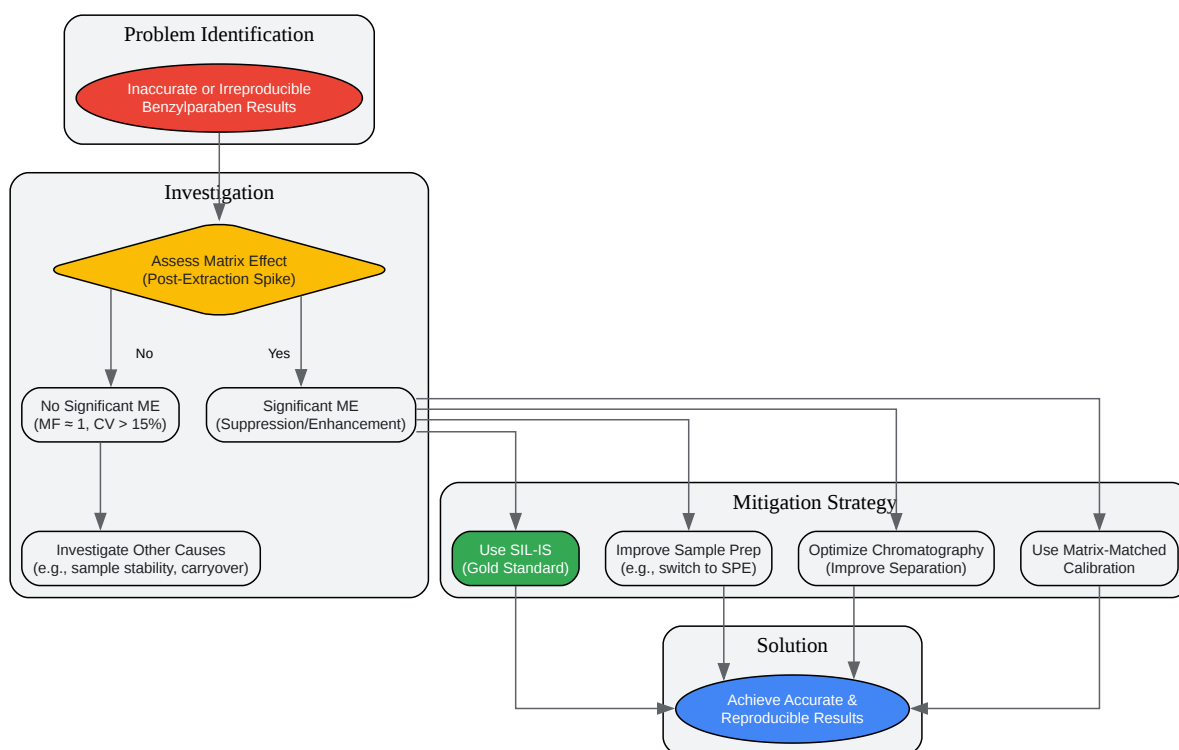 Problem Identification
Inaccurate or Irreproducible
Benzylparaben Results
Investigation
Assess Matrix Effect
(Post-Extraction Spike)
No
Yes
No Significant ME
(MF ≈ 1, CV > 15%)
Significant ME
(Suppression/Enhancement)
Investigate Other Causes
(e.g., sample stability, carryover)
Mitigation Strategy
Use SIL-IS
(Gold Standard)
Improve Sample Prep
(e.g., switch to SPE)
Optimize Chromatography
(Improve Separation)
Use Matrix-Matched
Calibration
Solution
Achieve Accurate &
Reproducible Results